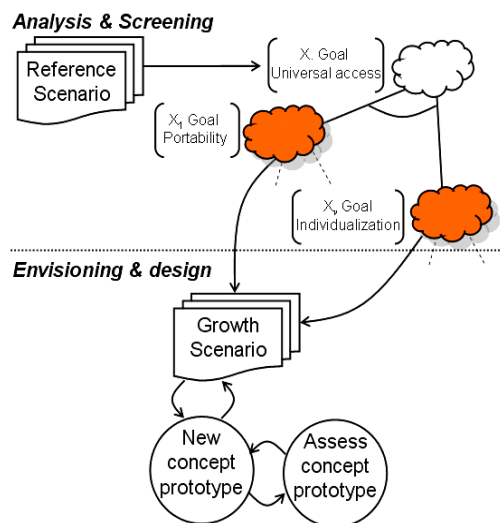 Analysis & Screening
Reference
Scenario
X. Goal
Universal access
X1 Goal
Portability
Xn Goal
Individualization
Envisioning & design
Growth
Scenario
New
concept
prototype
Assess
concept
prototype